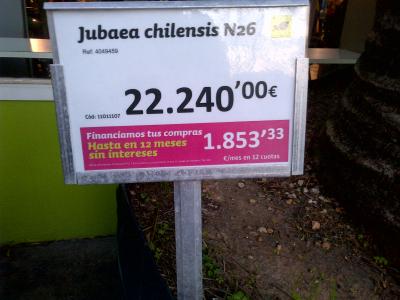 Jubaea chilensis N26
Ref: 4049459
22.240’00€
Cód: 11011107
Financiamos tus compras
Hasta en 12 meses
sin intereses
1.853’33
€/mes en 12 cuotas